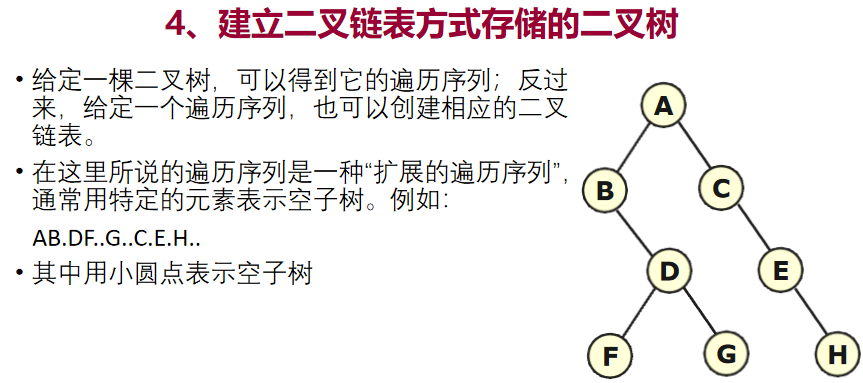 4、建立二叉链表方式存储的二叉树
• 给定一棵二叉树，可以得到它的遍历序列；反过
来，给定一个遍历序列，也可以创建相应的二叉
链表。
• 在这里所说的遍历序列是一种“扩展的遍历序列”，
通常用特定的元素表示空子树。例如：
AB.DF..G..C.E.H..
• 其中用小圆点表示空子树
A
B
C
D
E
F
G
H